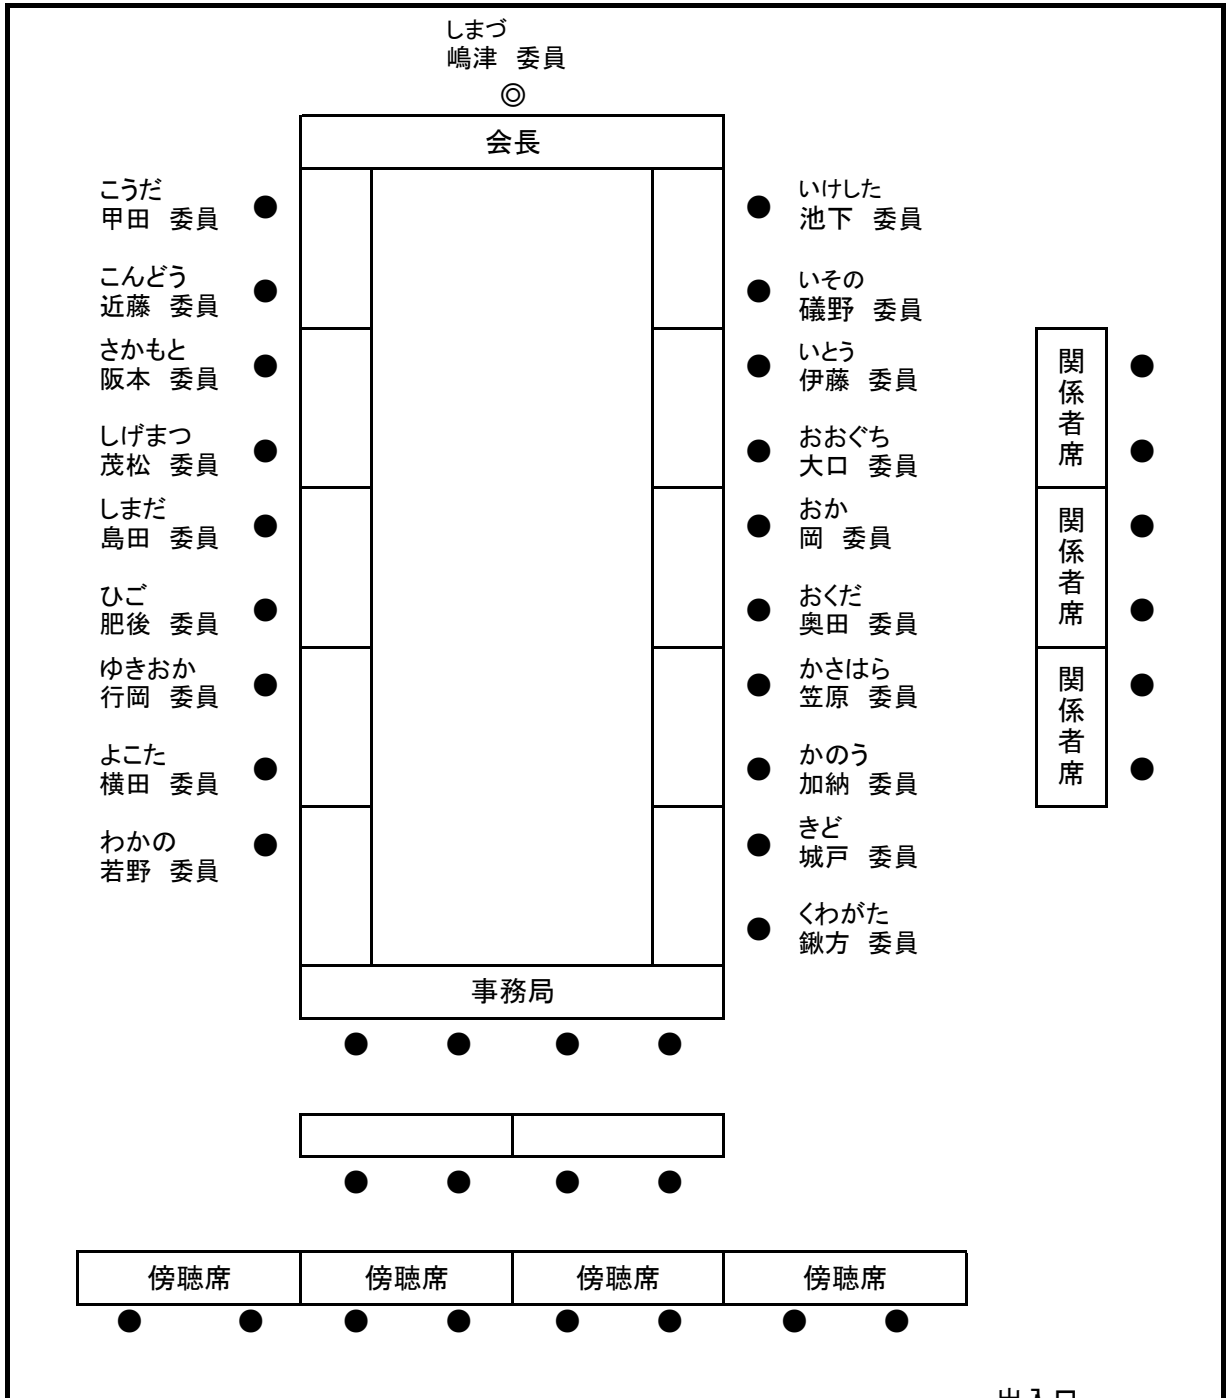 しまづ
嶋津 委員
◎
会長
こうだ
甲田 委員
こんどう
近藤 委員
さかもと
阪本 委員
しげまつ
茂松 委員
しまだ
島田 委員
ひご
肥後 委員
ゆきおか
行岡 委員
よこた
横田 委員
わかの
若野 委員
いけした
池下 委員
いその
礒野 委員
いとう
伊藤 委員
おおぐち
大口 委員
おか
岡 委員
おくだ
奥田 委員
かさはら
笠原 委員
かのう
加納 委員
きど
城戸 委員
くわがた
鍬方 委員
関係者席
関係者席
関係者席
事務局
傍聴席 傍聴席 傍聴席 傍聴席
出入口